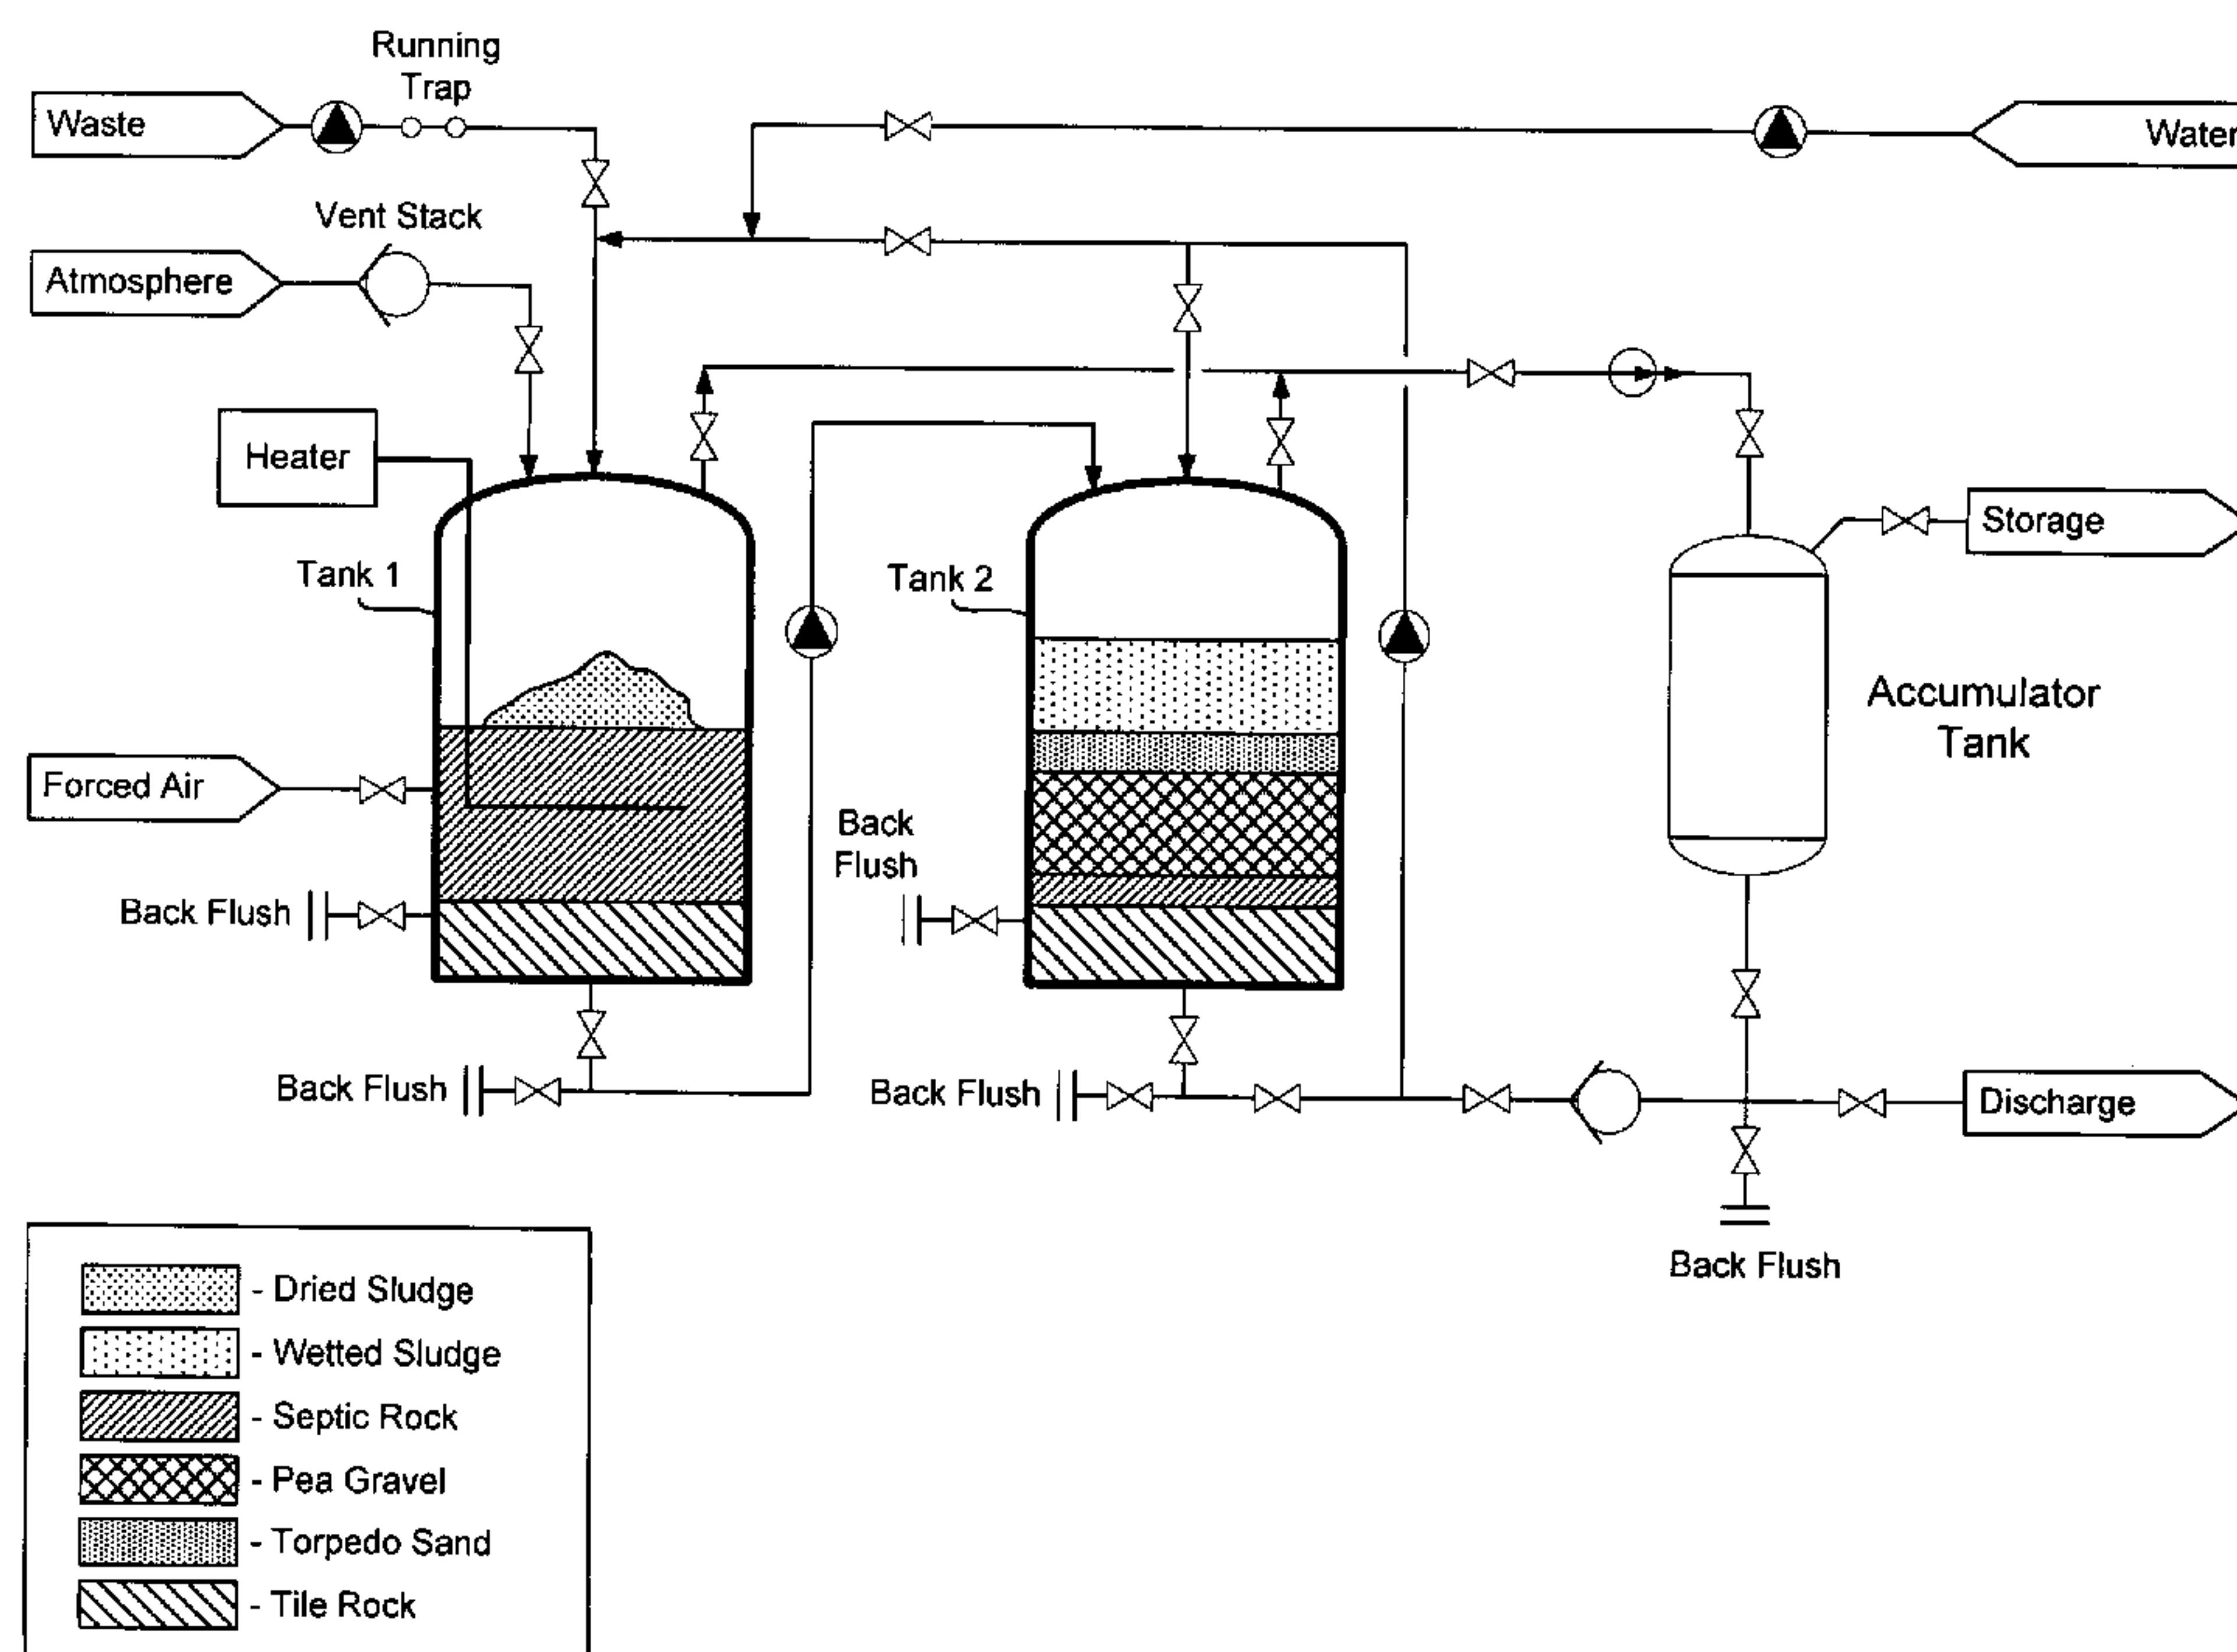 Running
Trap
Waste
Water
Vent Stack
Atmosphere
Heater
Storage
Tank 1
Tank 2
Accumulator
Tank
Forced Air
Back
Flush
Back Flush
Back Flush
Back Flush
Discharge
Back Flush
- Dried Sludge
- Wetted Sludge
- Septic Rock
- Pea Gravel
- Torpedo Sand
- Tile Rock